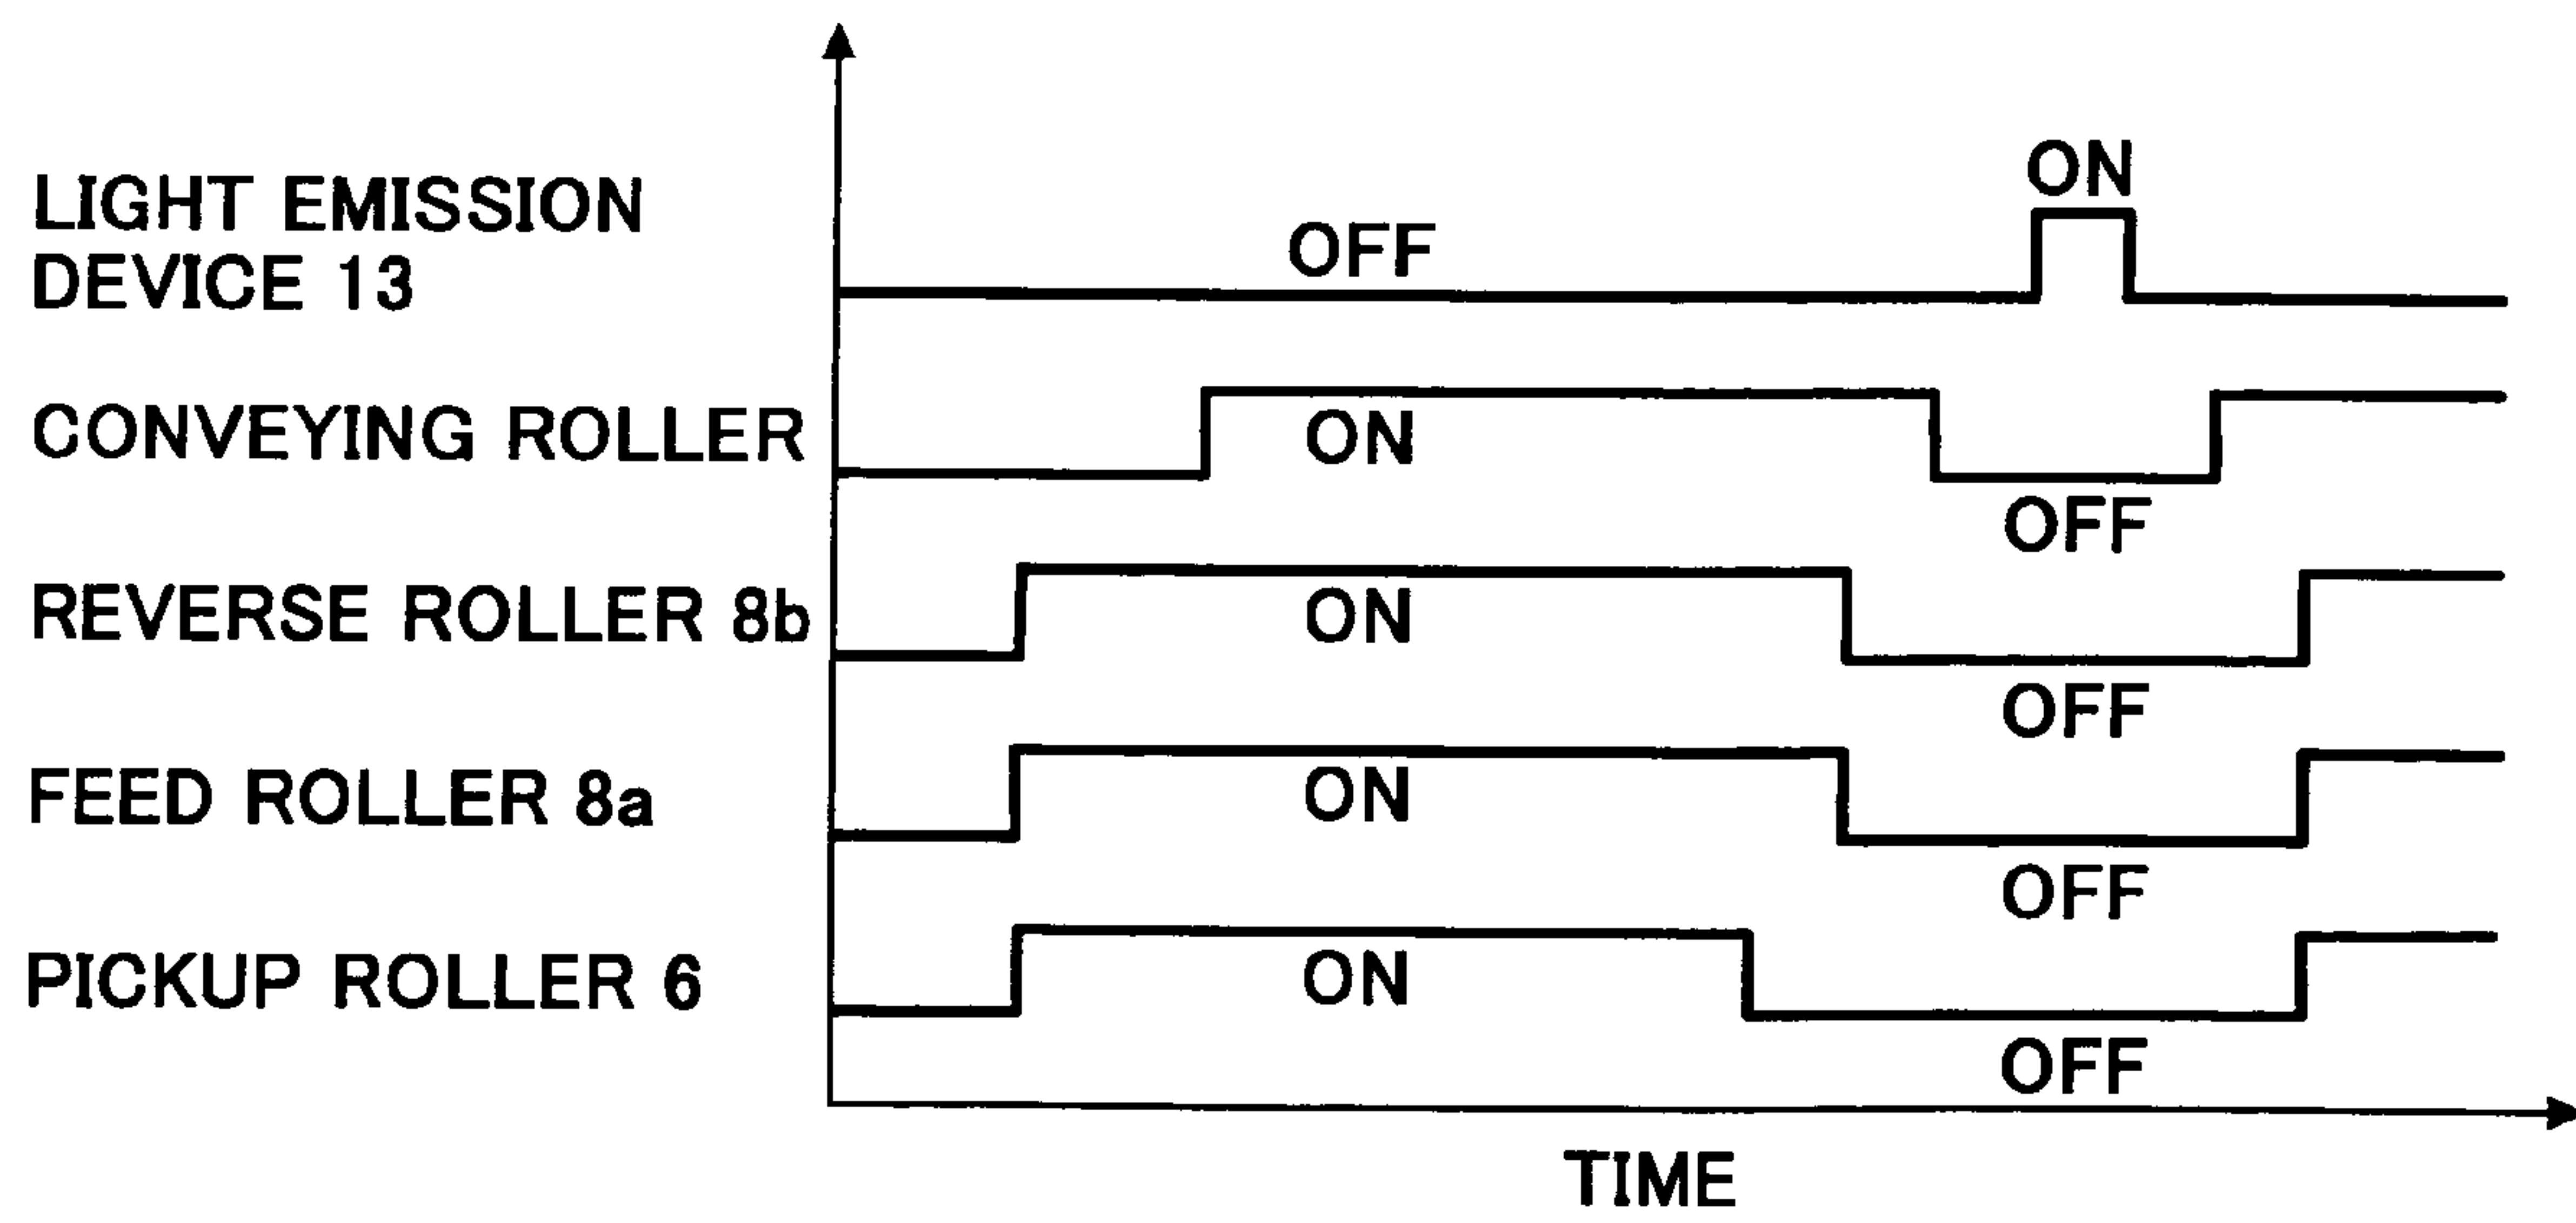 ON
LIGHT EMISSION
DEVICE 13
OFF
CONVEYING ROLLER
ON
OFF
REVERSE ROLLER 8b
ON
OFF
FEED ROLLER 8a
ON
OFF
PICKUP ROLLER 6
ON
OFF
TIME